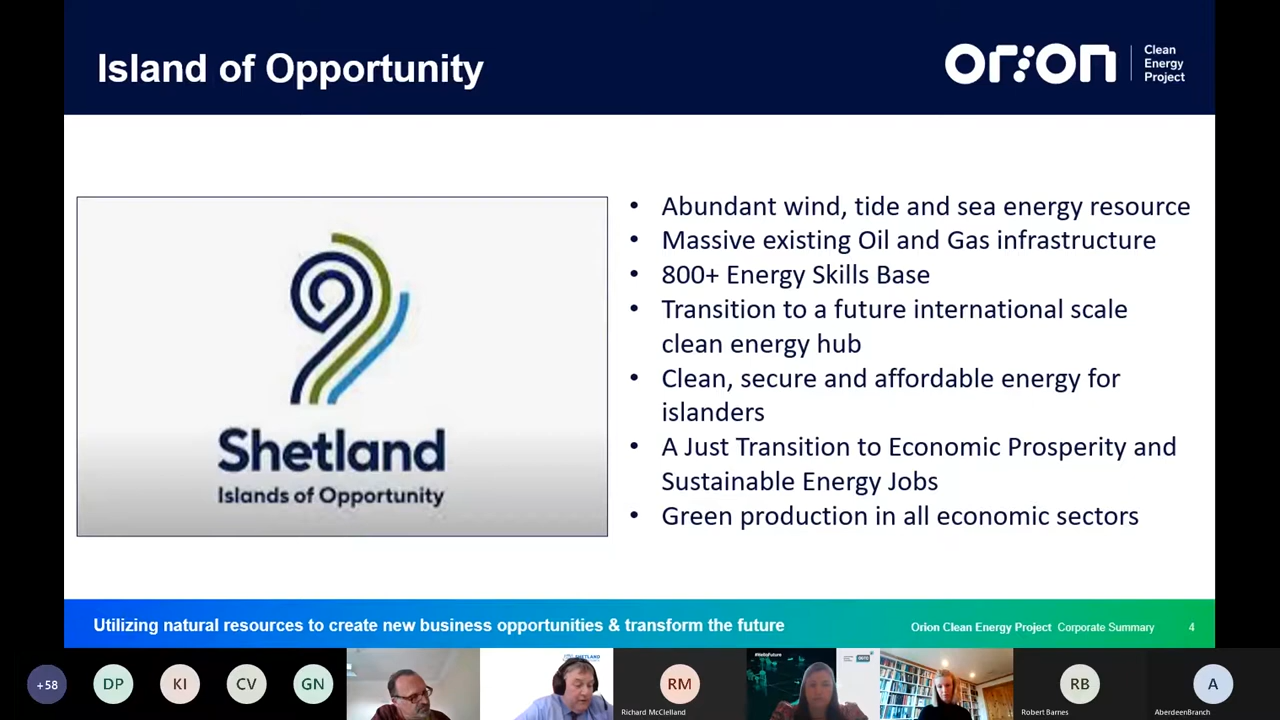 Island of Opportunity
orion
Clean
Energy
Project
Shetland
Islands of Opportunity
• Abundant wind, tide and sea energy resource
• Massive existing Oil and Gas infrastructure
• 800+ Energy Skills Base
• Transition to a future international scale
clean energy hub
• Clean, secure and affordable energy for
islanders
• A Just Transition to Economic Prosperity and
Sustainable Energy Jobs
• Green production in all economic sectors
Utilizing natural resources to create new business opportunities & transform the future
Orion Clean Energy Project Corporate Summary
4
+58
DP
KI
CV
GN
SHETLAND
RM
Richard McClelland
#HelloFuture
RB
Robert Barnes
A
AberdeenBranch